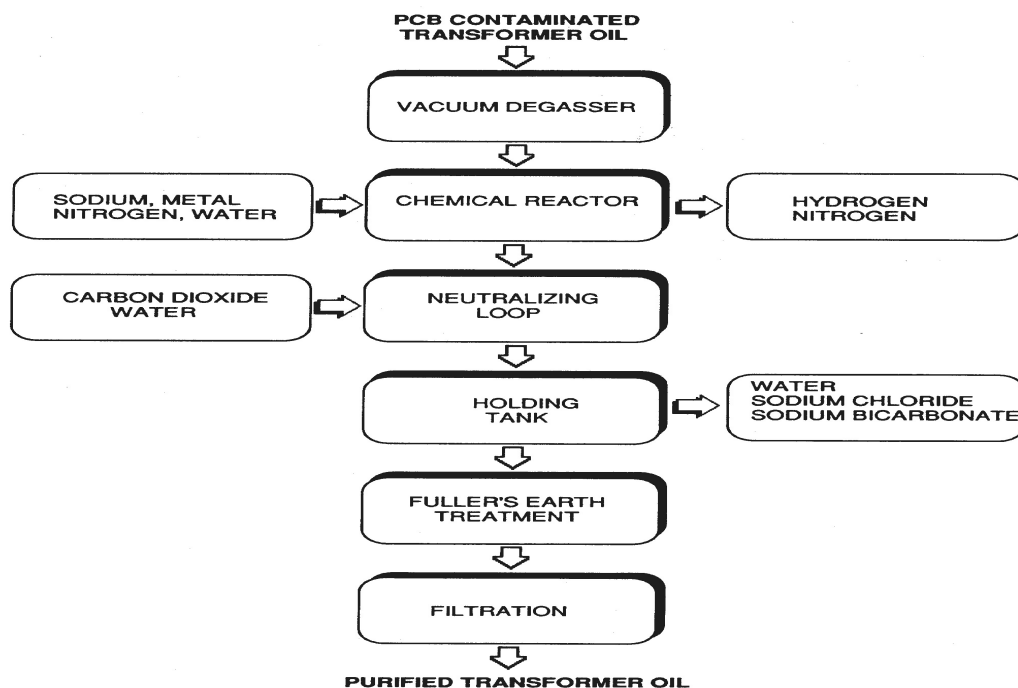 PCB CONTAMINATED
TRANSFORMER OIL
VACUUM DEGASSER
SODIUM, METAL
NITROGEN, WATER
CHEMICAL REACTOR
HYDROGEN
NITROGEN
CARBON DIOXIDE
WATER
NEUTRALIZING
LOOP
HOLDING
TANK
WATER
SODIUM CHLORIDE
SODIUM BICARBONATE
FULLER'S EARTH
TREATMENT
FILTRATION
PURIFIED TRANSFORMER OIL